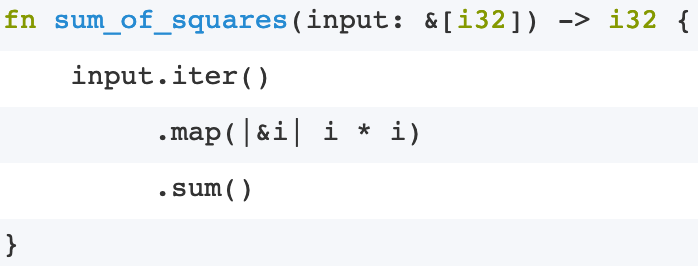 fn sum_of_squares(input: &[i32]) -> i32 {
    input.iter()
         .map(|&i| i * i)
         .sum()
}